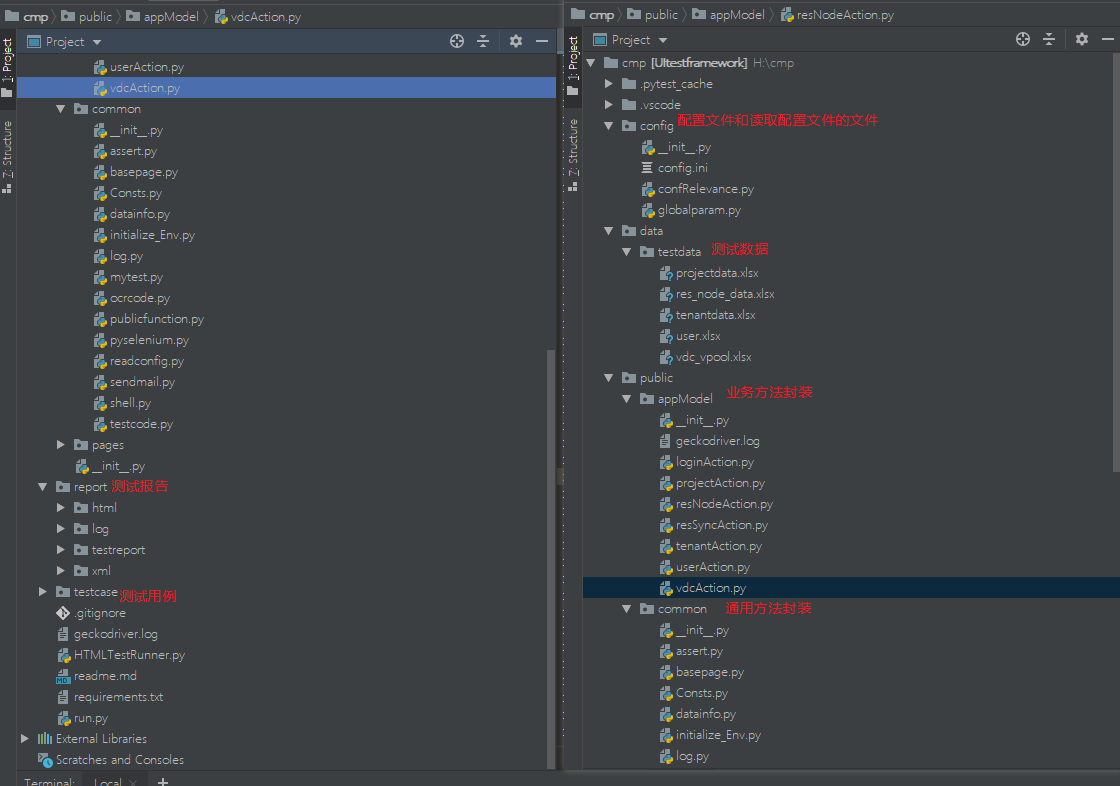 cmp public appModel vdcAction.py
Project
1: Project
Z: Structure
userAction.py
vdcAction.py
common
__init__.py
assert.py
basepage.py
Consts.py
datainfo.py
initialize_Env.py
log.py
mytest.py
ocrcode.py
publicfunction.py
pyselenium.py
readconfig.py
sendmail.py
shell.py
testcode.py
pages
__init__.py
report 测试报告
html
log
testreport
xml
testcase 测试用例
.gitignore
geckodriver.log
HTMLTestRunner.py
readme.md
requirements.txt
run.py
External Libraries
Scratches and Consoles
Terminal: Local × +
cmp public appModel resNodeAction.py
Project
1: Project
Z: Structure
cmp [UItestframework] H:\cmp
.pytest_cache
.vscode
config 配置文件和读取配置文件的文件
__init__.py
config.ini
confRelevance.py
globalparam.py
data
testdata 测试数据
projectdata.xlsx
res_node_data.xlsx
tenantdata.xlsx
user.xlsx
vdc_vpool.xlsx
public
appModel 业务方法封装
__init__.py
geckodriver.log
loginAction.py
projectAction.py
resNodeAction.py
resSyncAction.py
tenantAction.py
userAction.py
vdcAction.py
common 通用方法封装
__init__.py
assert.py
basepage.py
Consts.py
datainfo.py
initialize_Env.py
log.py